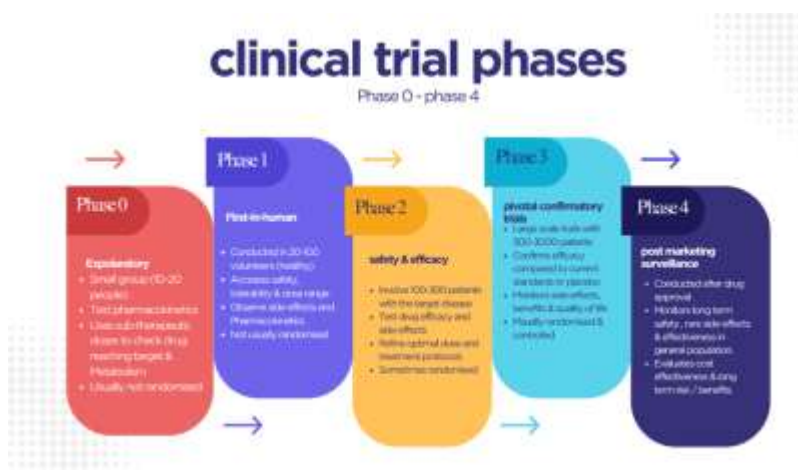 clinical trial phases
Phase 0 - phase 4
Phase 0
Explanatory
• Small group (10-20
people)
• Test pharmacokinetics
• Uses sub therapeutic
doses to check drug
reaching target &
Metabolism
• Usually not randomised
Phase 1
First-in-human
• Conducted in 20-100
volunteers (healthy)
• safety,
tolerability & dose range
• Observe side effects and
Pharmacokinetics
• Not usually randomised
Phase 2
safety & efficacy
• Involve 100-300 patients
with the target disease
• Test drug efficacy and
side effects
• Refine optimal dose and
treatment protocols
• Sometimes randomised
Phase 3
pivotal confirmatory
trials
• Large scale trials with
patients
• Confirms efficacy
compared to current
standards or placebo
• Monitors side effects,
benefits & quality of life
• randomised &
controlled
Phase 4
post marketing
surveillance
• Conducted after drug
approval
• Monitors long term
safety, rare side effects
& effectiveness in
general population.
• Evaluates cost
effectiveness & long
term risk / benefits